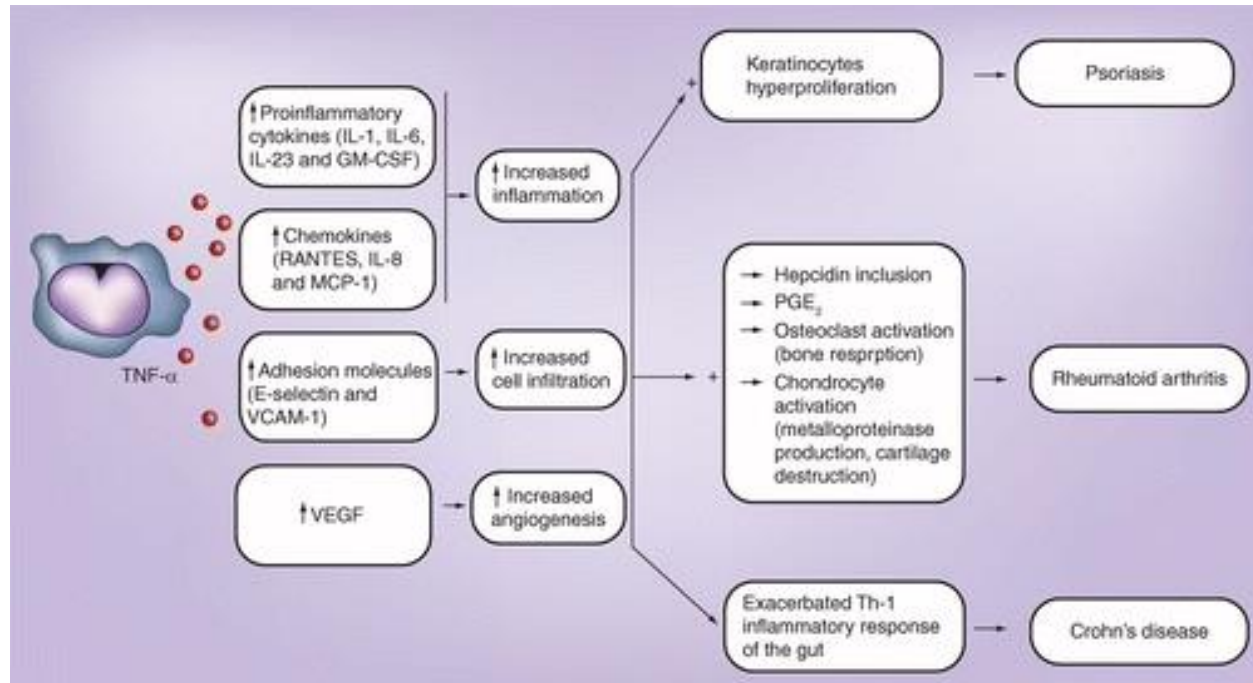 ↑Proinflammatory
cytokines (IL-1, IL-6,
IL-23 and GM-CSF)
↑Chemokines
(RANTES, IL-8
and MCP-1)
↑Adhesion molecules
(E-selectin and
VCAM-1)
↑VEGF
TNF-α
↑Increased
inflammation
↑Increased
cell infiltration
↑Increased
angiogenesis
+
Keratinocytes
hyperproliferation
Psoriasis
+
→ Hepcidin inclusion
→ PGE₂
→ Osteoclast activation
(bone resprption)
→ Chondrocyte
activation
(metalloproteinase
production, cartilage
destruction)
Rheumatoid arthritis
Exacerbated Th-1
inflammatory response
of the gut
Crohn's disease